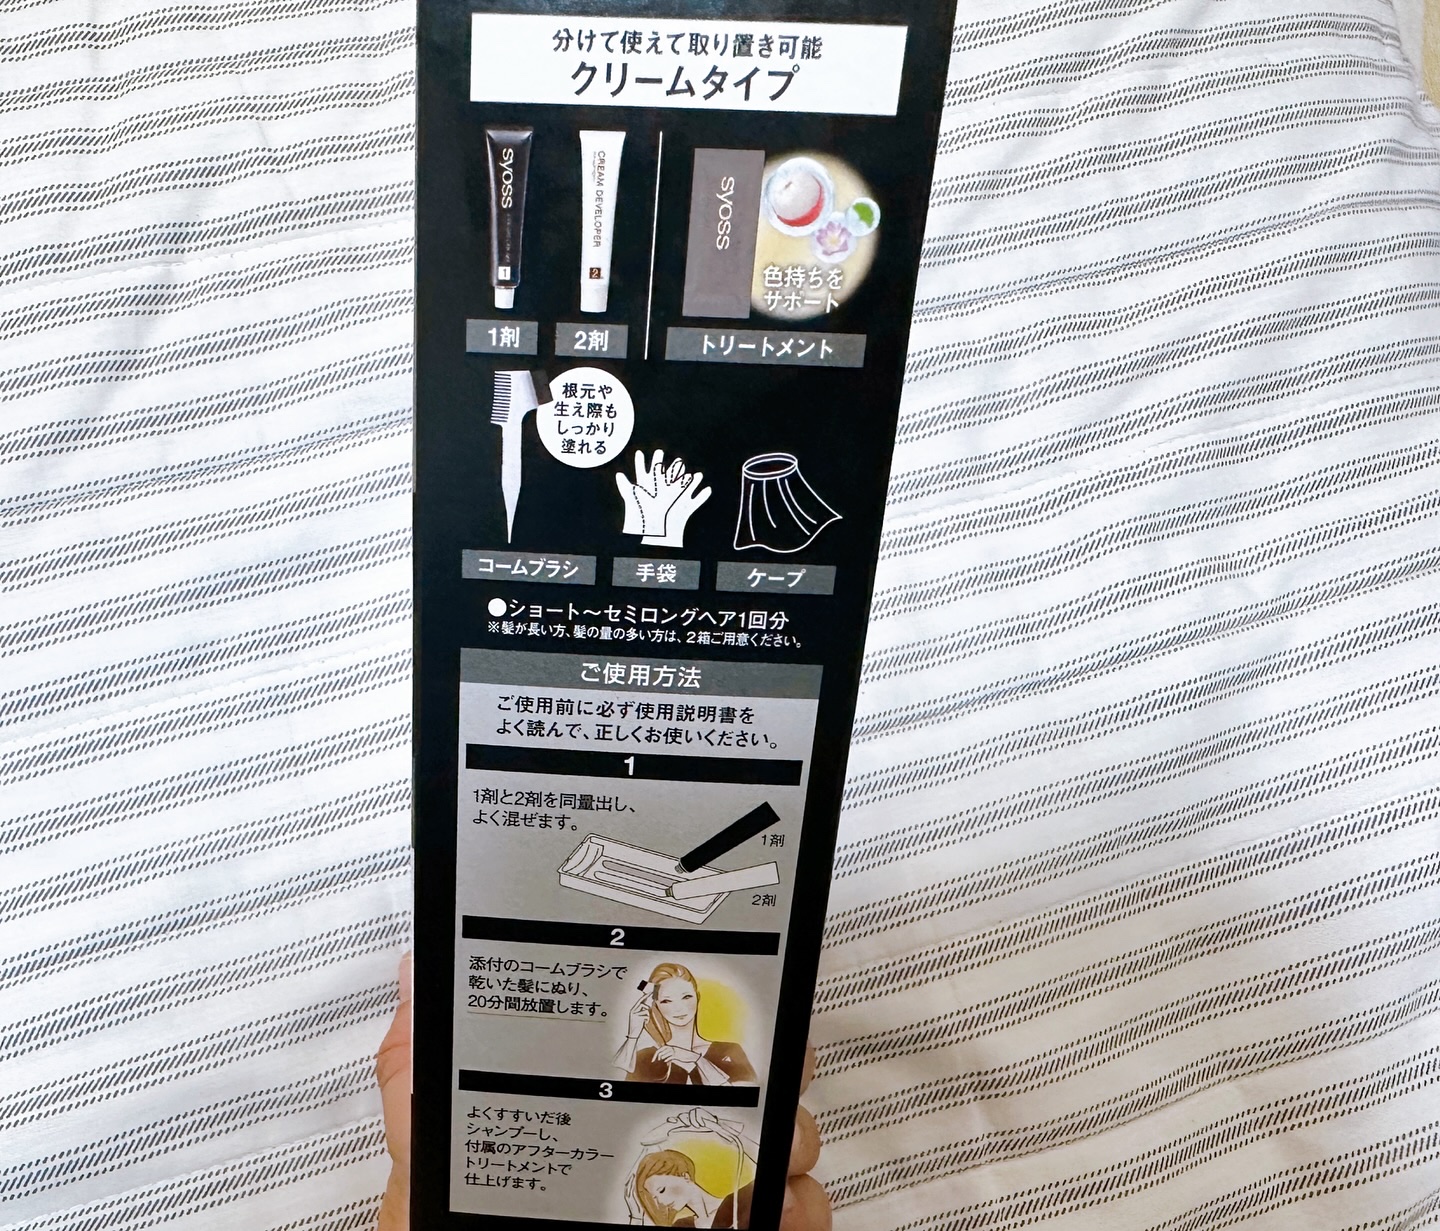 分けて使えて取り置き可能
クリームタイプ
syoss
1
CREAM DEVELOPER
2
syoss
色持ちを
サポート
1剤
2剤
トリートメント
根元や
生え際も
しっかり
塗れる
コームブラシ
手袋
ケープ
●ショート〜セミロングヘア1回分
※髪が長い方、髪の量の多い方は、2箱ご用意ください。
ご使用方法
ご使用前に必ず使用説明書を
よく読んで、正しくお使いください。
1
1剤と2剤を同量出し、
よく混ぜます。
1剤
2剤
2
添付のコームブラシで
乾いた髪にぬり、
20分間放置します。
3
よくすすいだ後
シャンプーし、
付属のアフターカラー
トリートメントで
仕上げます。